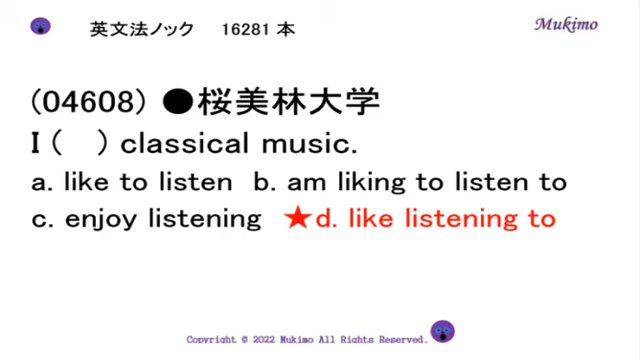 英文法ノック 16281 本
Mukimo
(04608) ●桜美林大学
I ( ) classical music.
a. like to listen b. am liking to listen to
c. enjoy listening ★d. like listening to
Copyright © 2022 Mukimo All Rights Reserved.